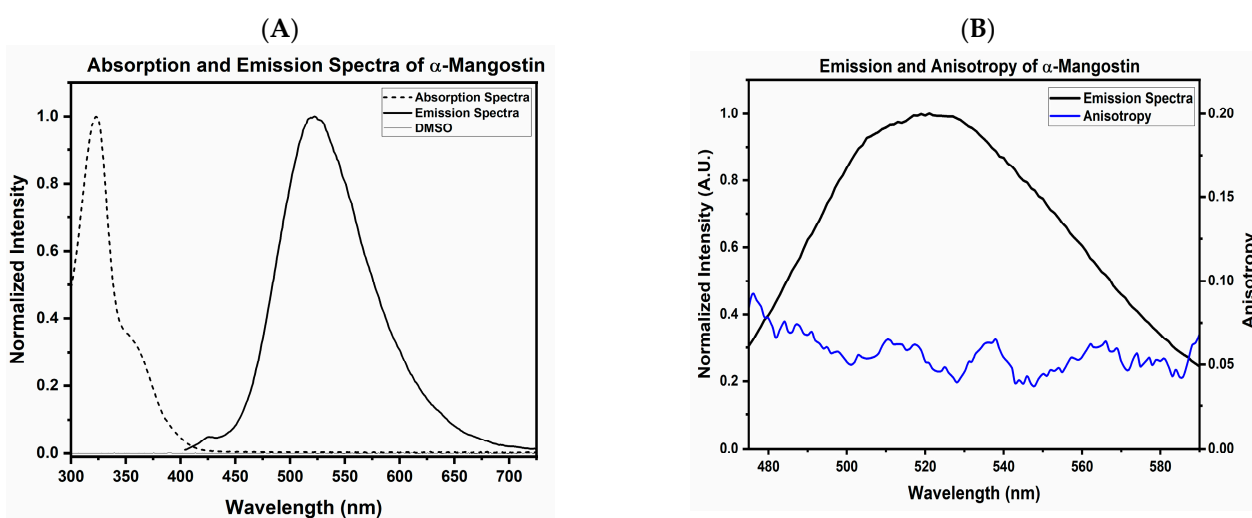 (A)
Absorption and Emission Spectra of α-Mangostin
Absorption Spectra
Emission Spectra
DMSO
Normalized Intensity
1.0
0.8
0.6
0.4
0.2
0.0
300 350 400 450 500 550 600 650 700
Wavelength (nm)
(B)
Emission and Anisotropy of α-Mangostin
Emission Spectra
Anisotropy
Normalized Intensity (A.U.)
1.0
0.8
0.6
0.4
0.2
0.0
0.20
0.15
0.10
0.05
0.00
Anisotropy
480 500 520 540 560 580
Wavelength (nm)